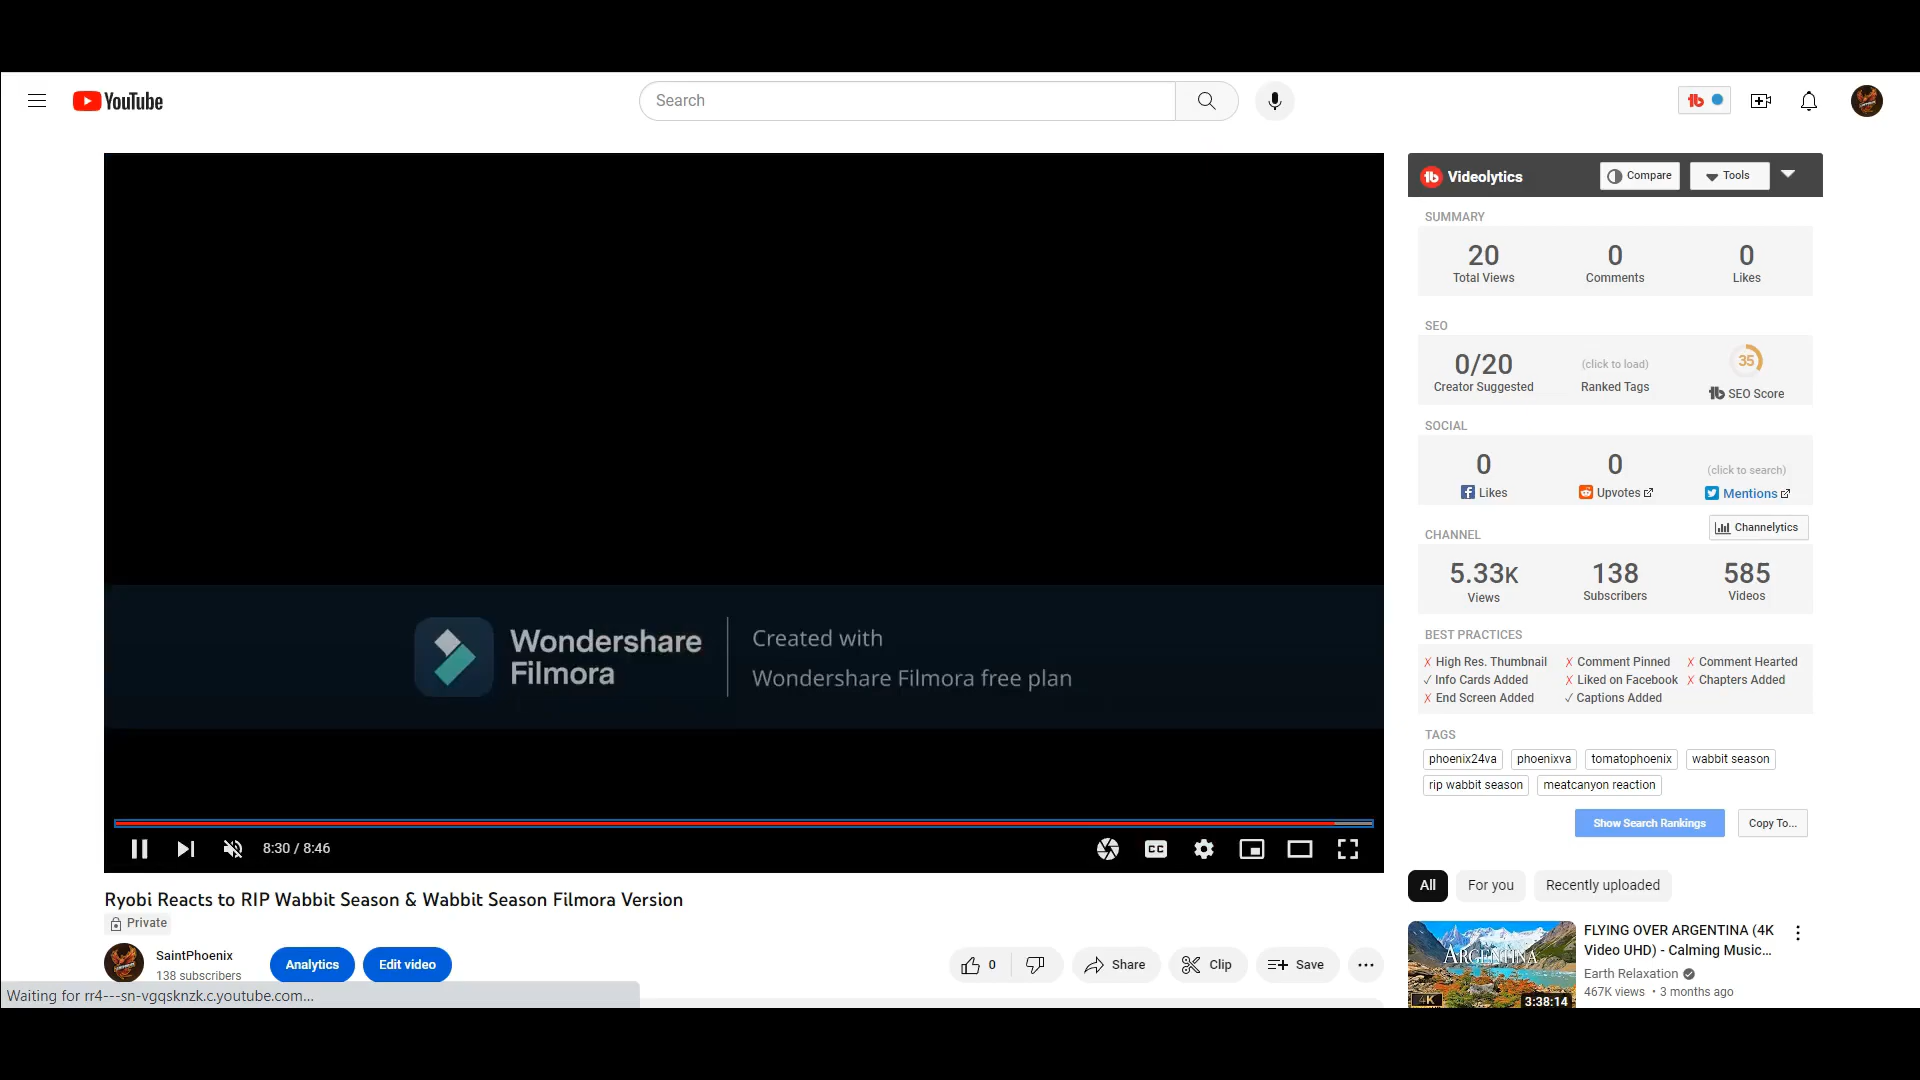 YouTube
Search
Videolytics
Compare
Tools
SUMMARY
20
Total Views
0
Comments
0
Likes
SEO
0/20
Creator Suggested
(click to load)
Ranked Tags
35
SEO Score
SOCIAL
0
Likes
0
Upvotes
(click to search)
Mentions
CHANNEL
Channelytics
5.33K
Views
138
Subscribers
585
Videos
BEST PRACTICES
X High Res. Thumbnail X Comment Pinned X Comment Hearted
✓ Info Cards Added X Liked on Facebook X Chapters Added
X End Screen Added ✓ Captions Added
TAGS
phoenix24va phoenixva tomatophoenix wabbit season
rip wabbit season meatcanyon reaction
Show Search Rankings Copy To...
All For you Recently uploaded
ARGENTINA
4K
3:38:14
FLYING OVER ARGENTINA (4K
Video UHD) - Calming Music...
Earth Relaxation
467K views • 3 months ago
Wondershare
Filmora
Created with
Wondershare Filmora free plan
8:30 / 8:46
CC
Ryobi Reacts to RIP Wabbit Season & Wabbit Season Filmora Version
Private
SaintPhoenix
138 subscribers
Analytics
Edit video
0
Share
Clip
Save
Waiting for rr4---sn-vgqsknzk.c.youtube.com...